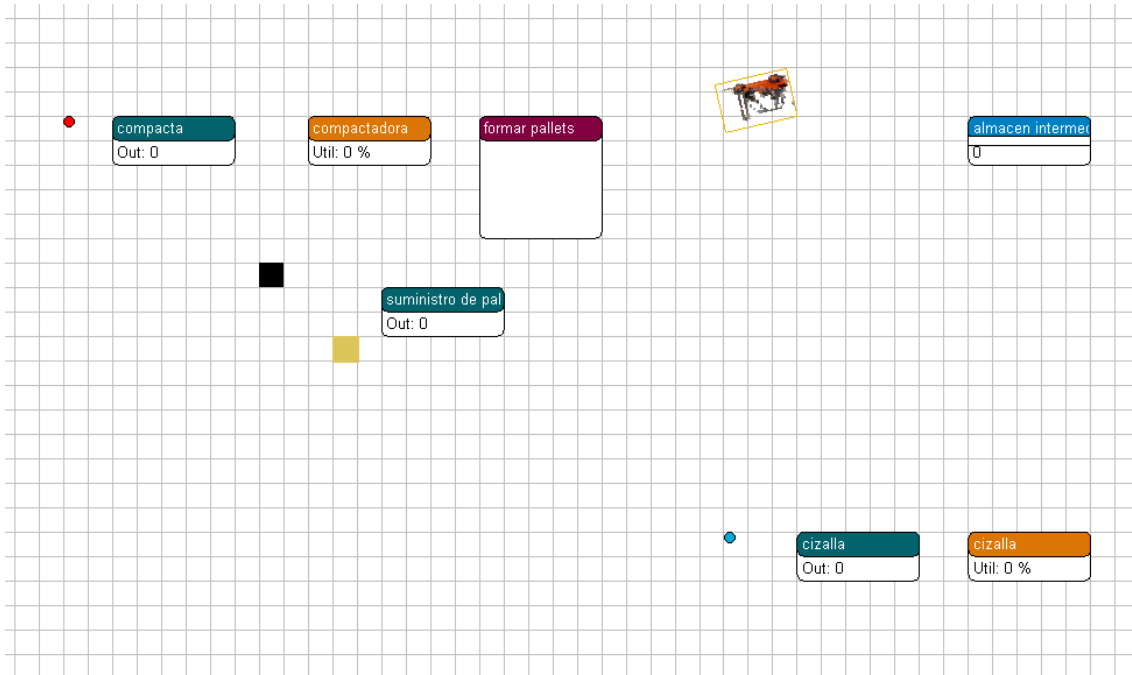 compacta
Out: 0
compactadora
Util: 0 %
formar pallets
almacen intermed
0
suministro de pal
Out: 0
cizalla
Out: 0
cizalla
Util: 0 %